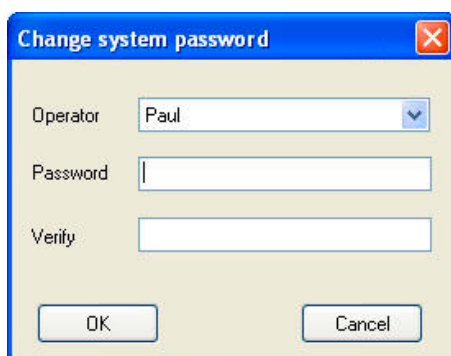 Change system password
Operator Paul
Password
Verify
OK Cancel